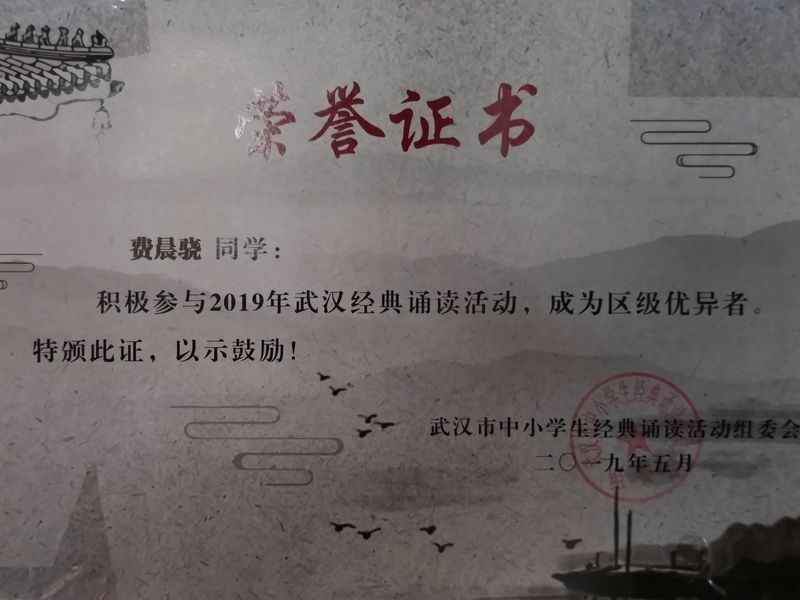 荣誉证书
费晨骁 同学：
积极参与2019年武汉经典诵读活动，成为区级优异者。
特颁此证，以示鼓励！
武汉市中小学生经典诵读活动组委会
二〇一九年五月